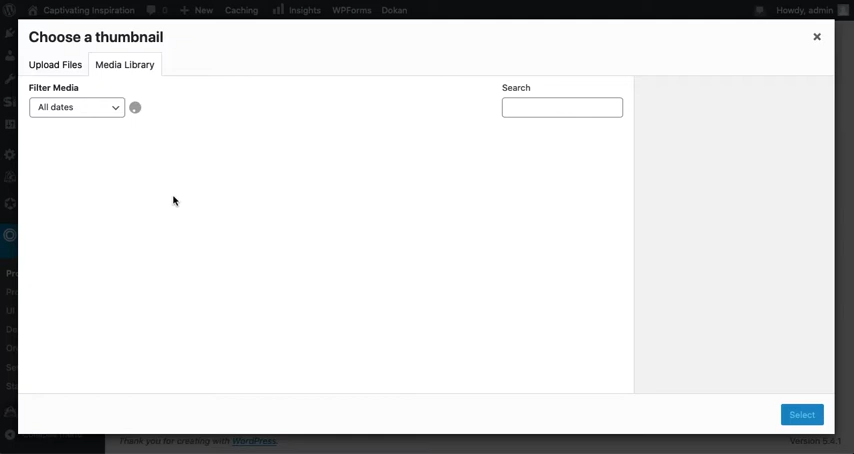 Captivating Inspiration 0 New Caching Insights WPForms Dokan Howdy, admin
Choose a thumbnail
Upload Files Media Library
Filter Media Search
All dates
Select
Thank you for creating with WordPress. Version 5.4.1